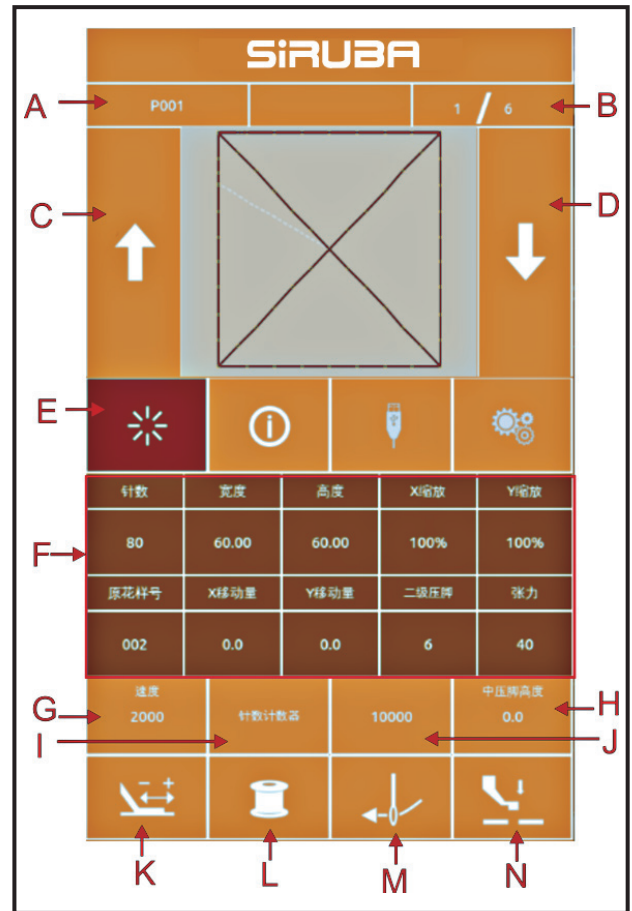 SiRUBA
A P001 1 / 6 B
C D
E
针数 宽度 高度 X缩放 Y缩放
F 80 60.00 60.00 100% 100%
原花样号 X移动量 Y移动量 二级压脚 张力
002 0.0 0.0 6 40
速度 中压脚高度
G 2000 针数计数器 10000 0.0 H
I J
K L M N